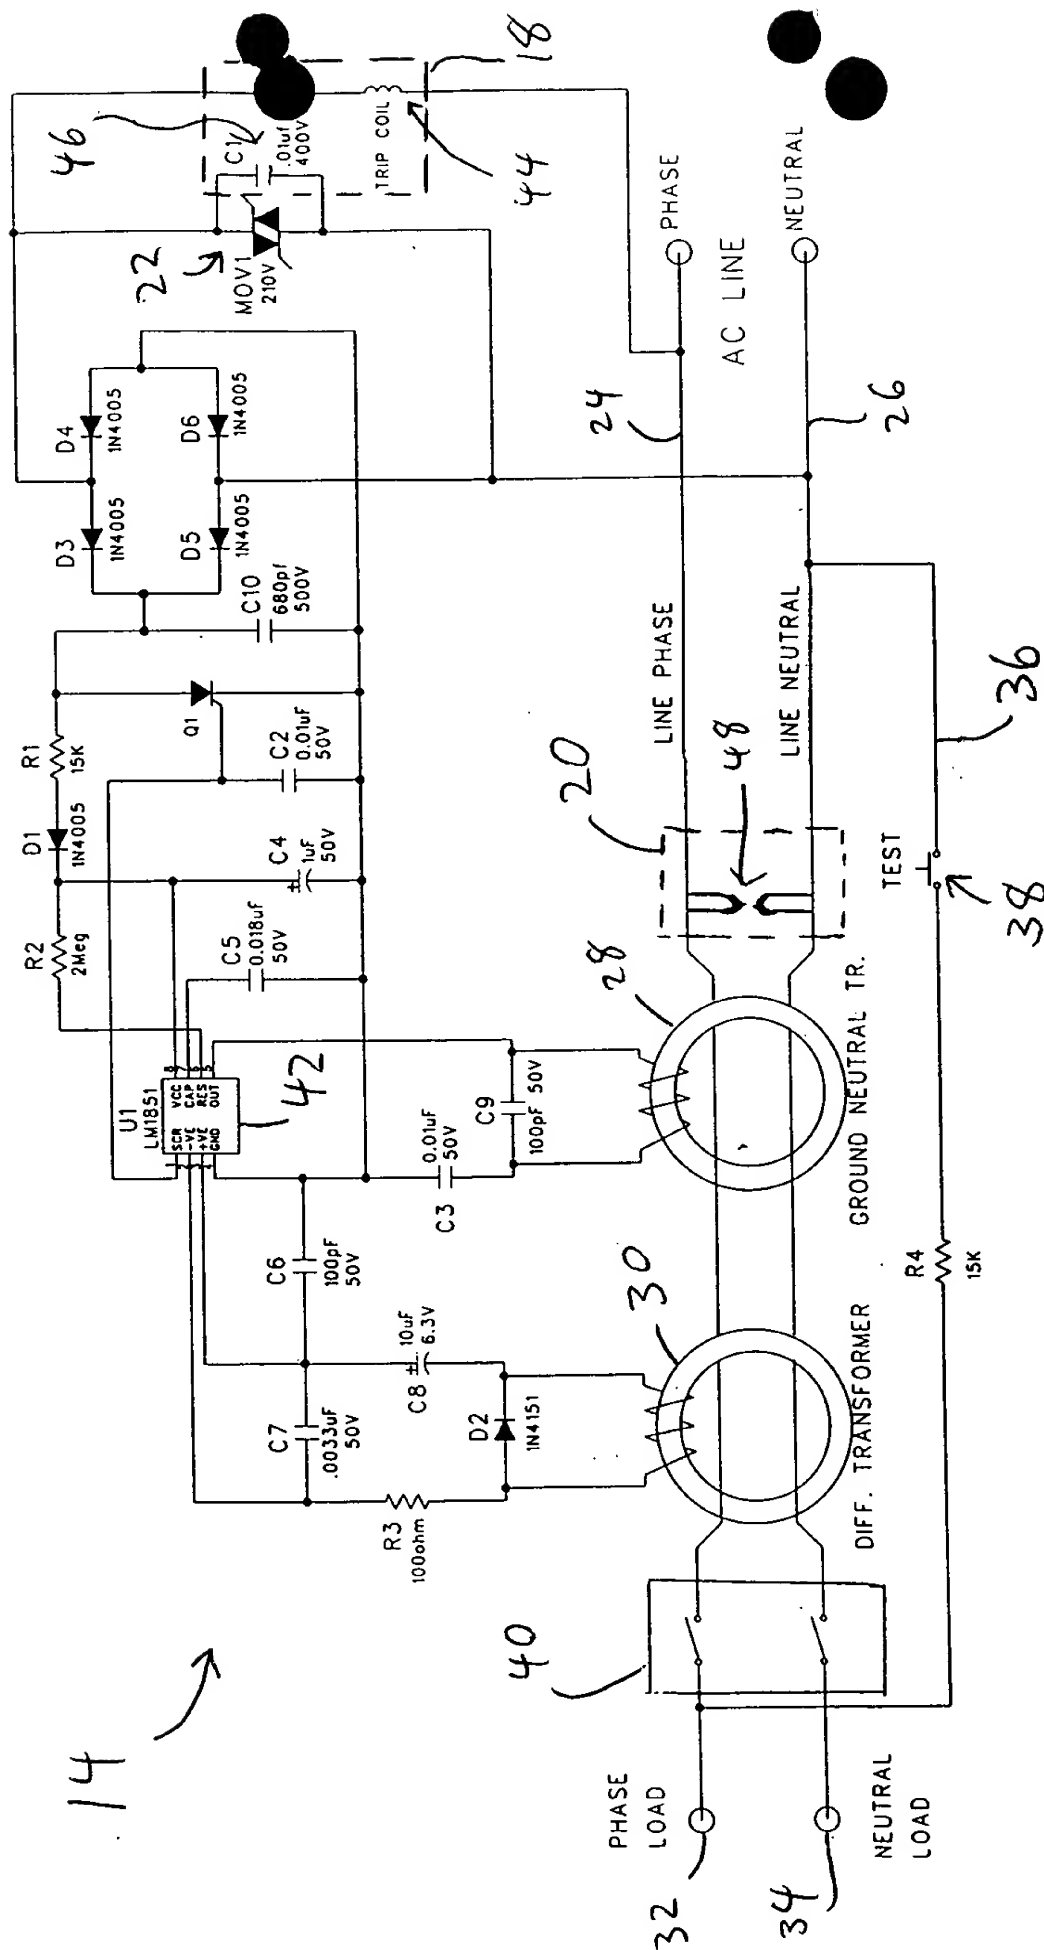 14
R2
2Meg
D1
1N4005
R1
15K
U1
LM1851
SCR
-VE
+VE
GND
VCC
CAP
RES
OUT
1
8
7
6
5
42
C5
0.018uF
50V
C4
1uF
50V
C2
0.01uF
50V
Q1
C10
680pf
500V
D3
1N4005
D4
1N4005
D5
1N4005
D6
1N4005
22
MOV1
210V
46
C1
.01uf
400V
TRIP COIL
18
44
C7
.0033uF
50V
C6
100pF
50V
R3
100ohm
C8
10uF
6.3V
D2
1N4151
C3
0.01uF
50V
C9
100pF 50V
40
30
28
20
48
LINE PHASE
LINE NEUTRAL
24
26
PHASE
AC LINE
NEUTRAL
PHASE
LOAD
32
34
NEUTRAL
LOAD
DIFF. TRANSFORMER
GROUND NEUTRAL TR.
R4
15K
TEST
38
36